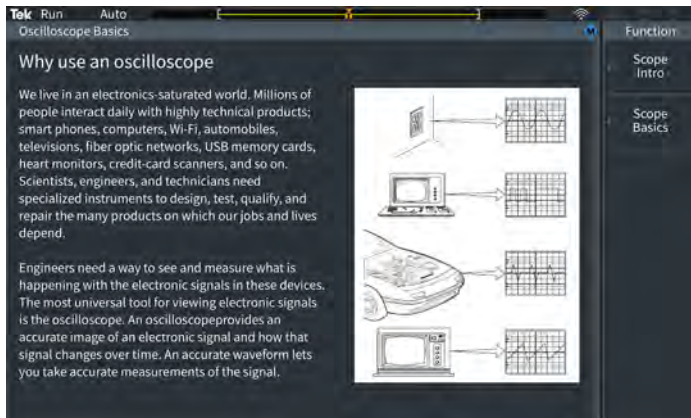 Tek Run Auto
Oscilloscope Basics
M
Function
Scope
Intro
Scope
Basics
Why use an oscilloscope
We live in an electronics-saturated world. Millions of
people interact daily with highly technical products;
smart phones, computers, Wi-Fi, automobiles,
televisions, fiber optic networks, USB memory cards,
heart monitors, credit-card scanners, and so on.
Scientists, engineers, and technicians need
specialized instruments to design, test, qualify, and
repair the many products on which our jobs and lives
depend.
Engineers need a way to see and measure what is
happening with the electronic signals in these devices.
The most universal tool for viewing electronic signals
is the oscilloscope. An oscilloscopeprovides an
accurate image of an electronic signal and how that
signal changes over time. An accurate waveform lets
you take accurate measurements of the signal.